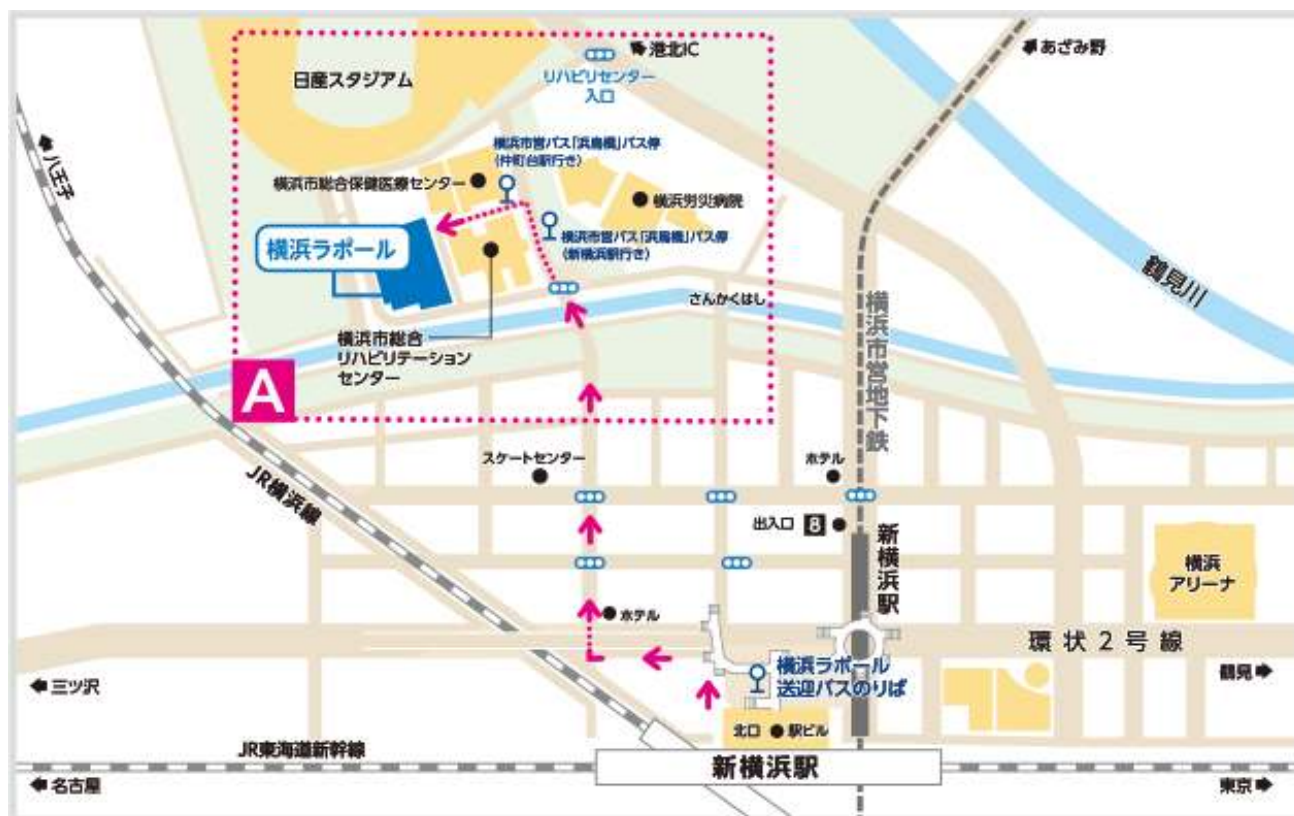 港北IC
あざみ野
日産スタジアム
リハビリセンター
入口
八王子
横浜市営バス「浜鳥橋」バス停
(仲町台駅行き)
横浜市総合保健医療センター
横浜労災病院
横浜ラポール
横浜市営バス「浜鳥橋」バス停
(新横浜駅行き)
鶴見川
さんかくはし
横浜市営地下鉄
横浜市総合
リハビリテーション
センター
A
スケートセンター
ホテル
JR横浜線
出入口 8
新横浜駅
横浜
アリーナ
ホテル
環状2号線
横浜ラポール
送迎バスのりば
三ツ沢
鶴見
北口 駅ビル
JR東海道新幹線
新横浜駅
名古屋
東京